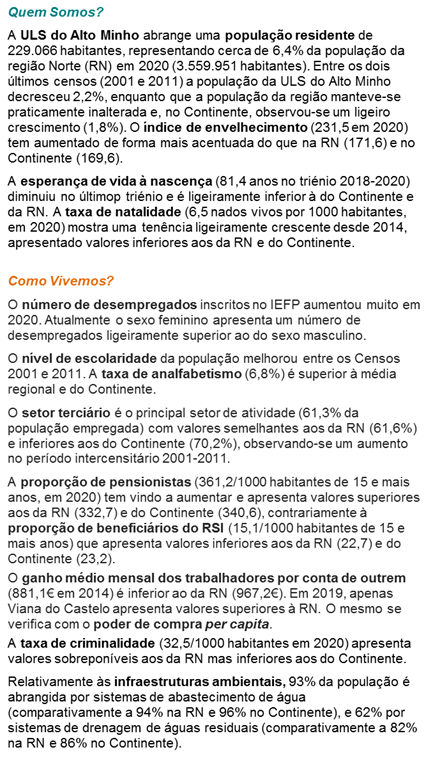 Quem Somos?
A ULS do Alto Minho abrange uma população residente de
229.066 habitantes, representando cerca de 6,4% da população da
região Norte (RN) em 2020 (3.559.951 habitantes). Entre os dois
últimos censos (2001 e 2011) a população da ULS do Alto Minho
decresceu 2,2%, enquanto que a população da região manteve-se
praticamente inalterada e, no Continente, observou-se um ligeiro
crescimento (1,8%). O índice de envelhecimento (231,5 em 2020)
tem aumentado de forma mais acentuada do que na RN (171,6) e no
Continente (169,6).
A esperança de vida à nascença (81,4 anos no triénio 2018-2020)
diminuiu no últimop triénio e é ligeiramente inferior à do Continente e
da RN. A taxa de natalidade (6,5 nados vivos por 1000 habitantes,
em 2020) mostra uma tenência ligeiramente crescente desde 2014,
apresentado valores inferiores aos da RN e do Continente.
Como Vivemos?
O número de desempregados inscritos no IEFP aumentou muito em
2020. Atualmente o sexo feminino apresenta um número de
desempregados ligeiramente superior ao do sexo masculino.
O nível de escolaridade da população melhorou entre os Censos
2001 e 2011. A taxa de analfabetismo (6,8%) é superior à média
regional e do Continente.
O setor terciário é o principal setor de atividade (61,3% da
população empregada) com valores semelhantes aos da RN (61,6%)
e inferiores aos do Continente (70,2%), observando-se um aumento
no período intercensitário 2001-2011.
A proporção de pensionistas (361,2/1000 habitantes de 15 e mais
anos, em 2020) tem vindo a aumentar e apresenta valores superiores
aos da RN (332,7) e do Continente (340,6), contrariamente à
proporção de beneficiários do RSI (15,1/1000 habitantes de 15 e
mais anos) que apresenta valores inferiores aos da RN (22,7) e do
Continente (23,2).
O ganho médio mensal dos trabalhadores por conta de outrem
(881,1€ em 2014) é inferior ao da RN (967,2€). Em 2019, apenas
Viana do Castelo apresenta valores superiores à RN. O mesmo se
verifica com o poder de compra per capita.
A taxa de criminalidade (32,5/1000 habitantes em 2020) apresenta
valores sobreponíveis aos da RN mas inferiores aos do Continente.
Relativamente às infraestruturas ambientais, 93% da população é
abrangida por sistemas de abastecimento de água
(comparativamente a 94% na RN e 96% no Continente), e 62% por
sistemas de drenagem de águas residuais (comparativamente a 82%
na RN e 86% no Continente).